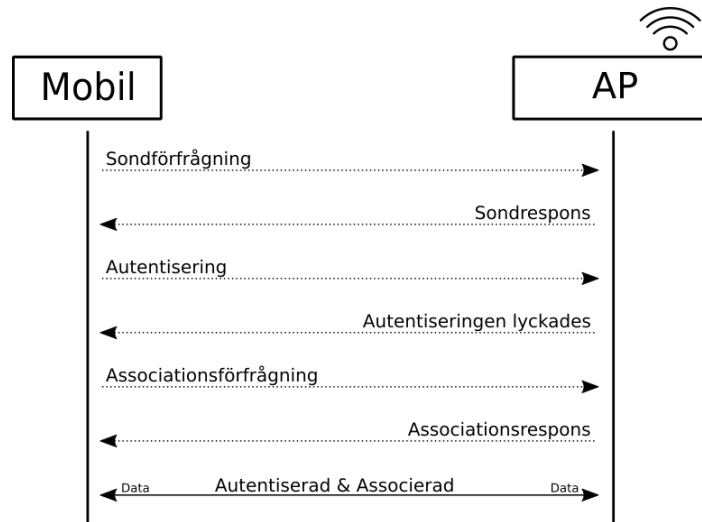 Mobil
AP
Sondförfrågning
Sondrespons
Autentisering
Autentiseringen lyckades
Associationsförfrågning
Associationsrespons
Data Autentiserad & Associerad Data